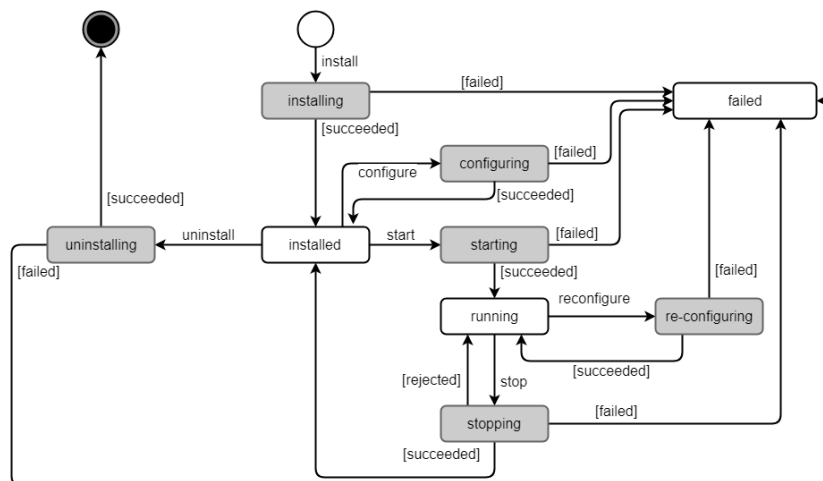 install
installing
[failed]
failed
[succeeded]
configure
configuring
[failed]
[succeeded]
[succeeded]
uninstalling
uninstall
installed
start
starting
[failed]
[failed]
[succeeded]
[failed]
running
reconfigure
re-configuring
[rejected]
stop
[succeeded]
stopping
[failed]
[succeeded]